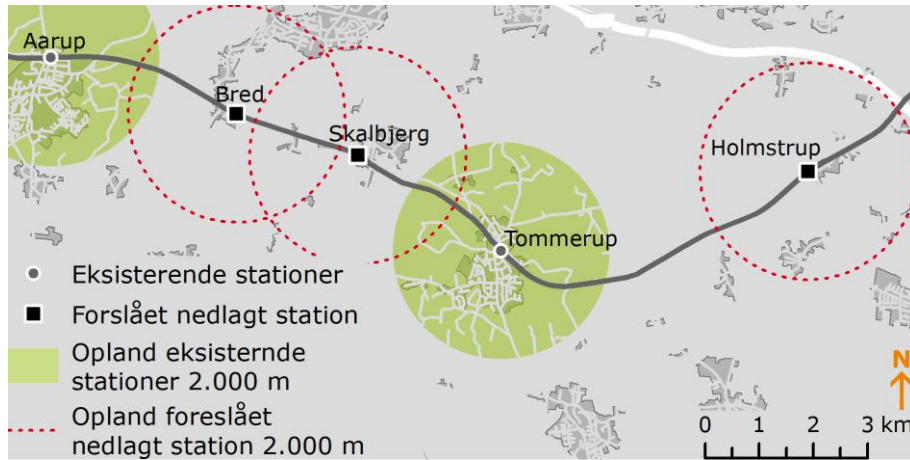 Aarup
Bred
Skalbjerg
Holmstrup
Tommerup
Eksisterende stationer
Forslået nedlagt station
Opland eksisternde
stationer 2.000 m
Opland foreslået
nedlagt station 2.000 m
N
0 1 2 3 km